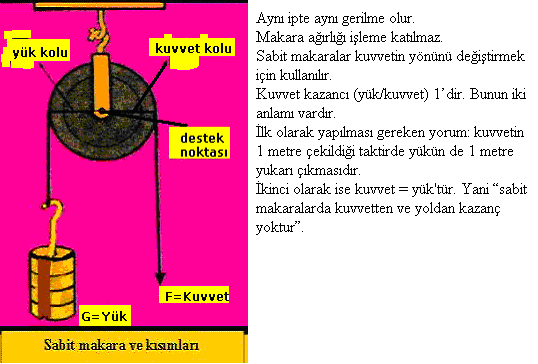 yük kolu
kuvvet kolu
destek
noktası
F=Kuvvet
G=Yük
Sabit makara ve kısımları
Aynı ipte aynı gerilme olur.
Makara ağırlığı işleme katılmaz.
Sabit makaralar kuvvetin yönünü değiştirmek
için kullanılır.
Kuvvet kazancı (yük/kuvvet) 1’dir. Bunun iki
anlamı vardır.
İlk olarak yapılması gereken yorum: kuvvetin
1 metre çekildiği taktirde yükün de 1 metre
yukarı çıkmasıdır.
İkinci olarak ise kuvvet = yük'tür. Yani “sabit
makaralarda kuvvetten ve yoldan kazanç
yoktur”.